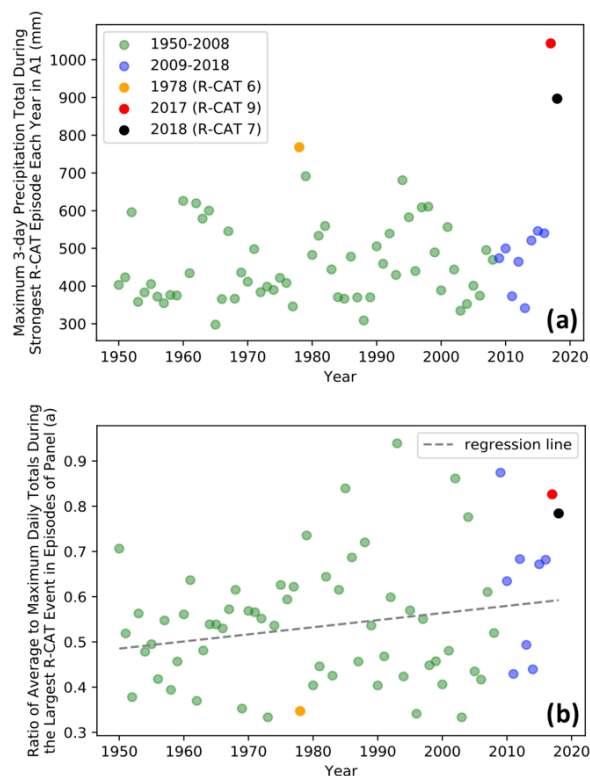 Maximum 3-day Precipitation Total During
Strongest R-CAT Episode Each Year in A1 (mm)
1000
900
800
700
600
500
400
300
1950-2008
2009-2018
1978 (R-CAT 6)
2017 (R-CAT 9)
2018 (R-CAT 7)
(a)
1950 1960 1970 1980 1990 2000 2010 2020
Year
Ratio of Average to Maximum Daily Totals During
the Largest R-CAT Event in Episodes of Panel (a)
0.9
0.8
0.7
0.6
0.5
0.4
0.3
regression line
(b)
1950 1960 1970 1980 1990 2000 2010 2020
Year